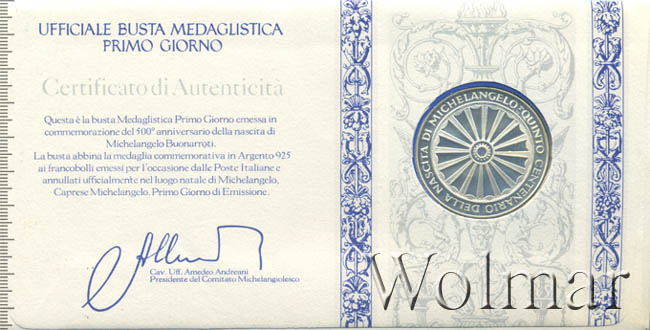 UFFICIALE BUSTA MEDAGLISTICA
PRIMO GIORNO
Certificato di Autenticità
Questa è la busta Medaglistica Primo Giorno emessa in
commemorazione del 500° anniversario della nascita di
Michelangelo Buonarroti.
La busta abbina la medaglia commemorativa in Argento 925
ai francobolli emessi per l'occasione dalle Poste Italiane e
annullati ufficialmente nel luogo natale di Michelangelo,
Caprese Michelangelo. Primo Giorno di Emissione.
Cav. Uff. Amedeo Andreani
Presidente del Comitato Michelangiolesco
QUINTO CENTENARIO DELLA NASCITA DI MICHELANGELO
Wolmar